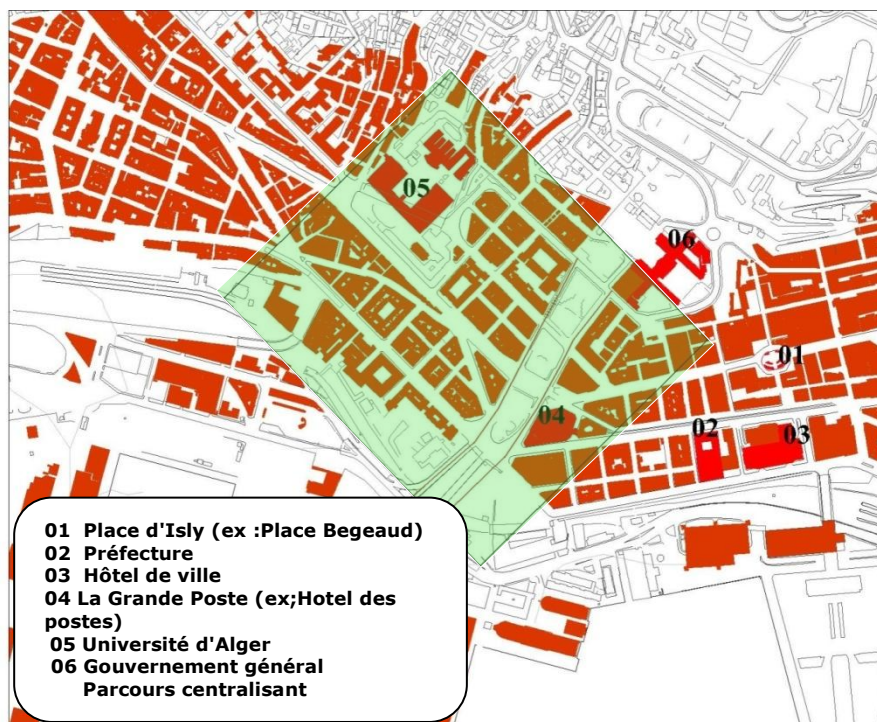 05
06
01
04
02
03
01 Place d'Isly (ex :Place Begeaud)
02 Préfecture
03 Hôtel de ville
04 La Grande Poste (ex;Hotel des
postes)
05 Université d'Alger
06 Gouvernement général
Parcours centralisant